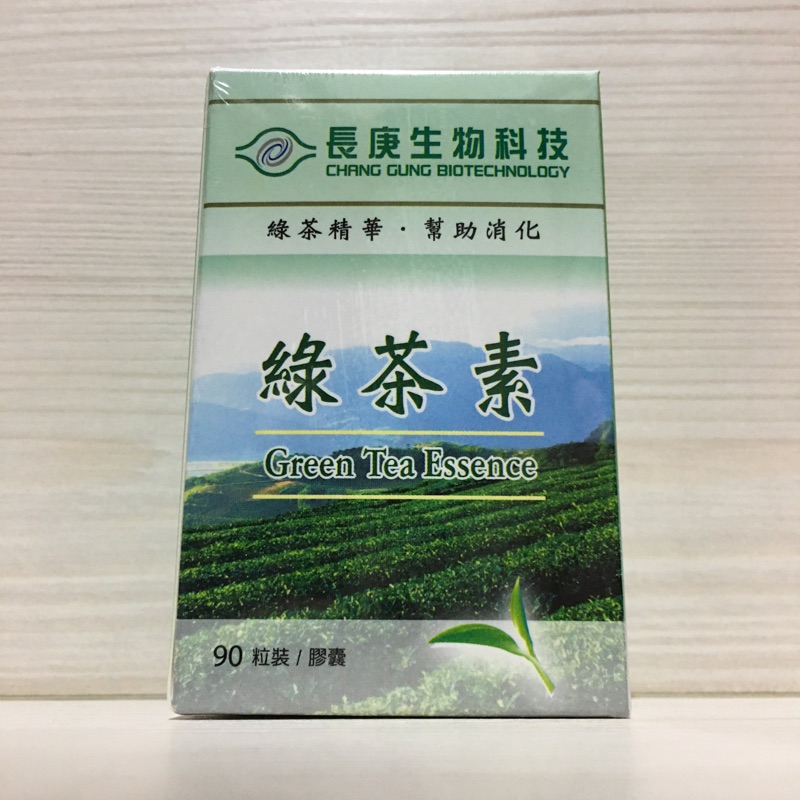 長庚生物科技
CHANG GUNG BIOTECHNOLOGY
綠茶精華·幫助消化
綠茶素
Green Tea Essence
90 粒裝 / 膠囊